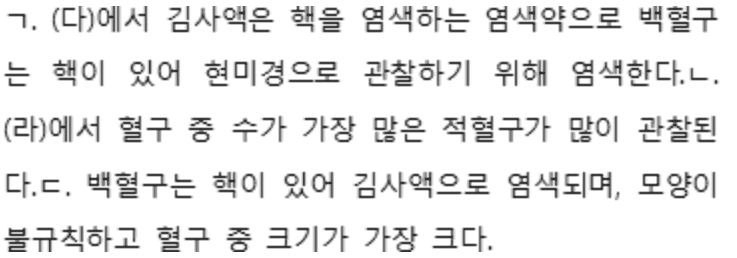 ㄱ. (다)에서 김사액은 핵을 염색하는 염색약으로 백혈구
는 핵이 있어 현미경으로 관찰하기 위해 염색한다.ㄴ.
(라)에서 혈구 중 수가 가장 많은 적혈구가 많이 관찰된
다.ㄷ. 백혈구는 핵이 있어 김사액으로 염색되며, 모양이
불규칙하고 혈구 중 크기가 가장 크다.